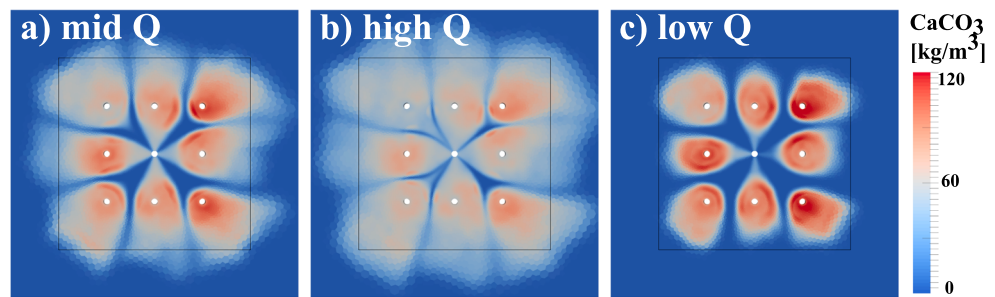 a) mid Q
b) high Q
c) low Q
CaCO3
[kg/m3]
120
60
0